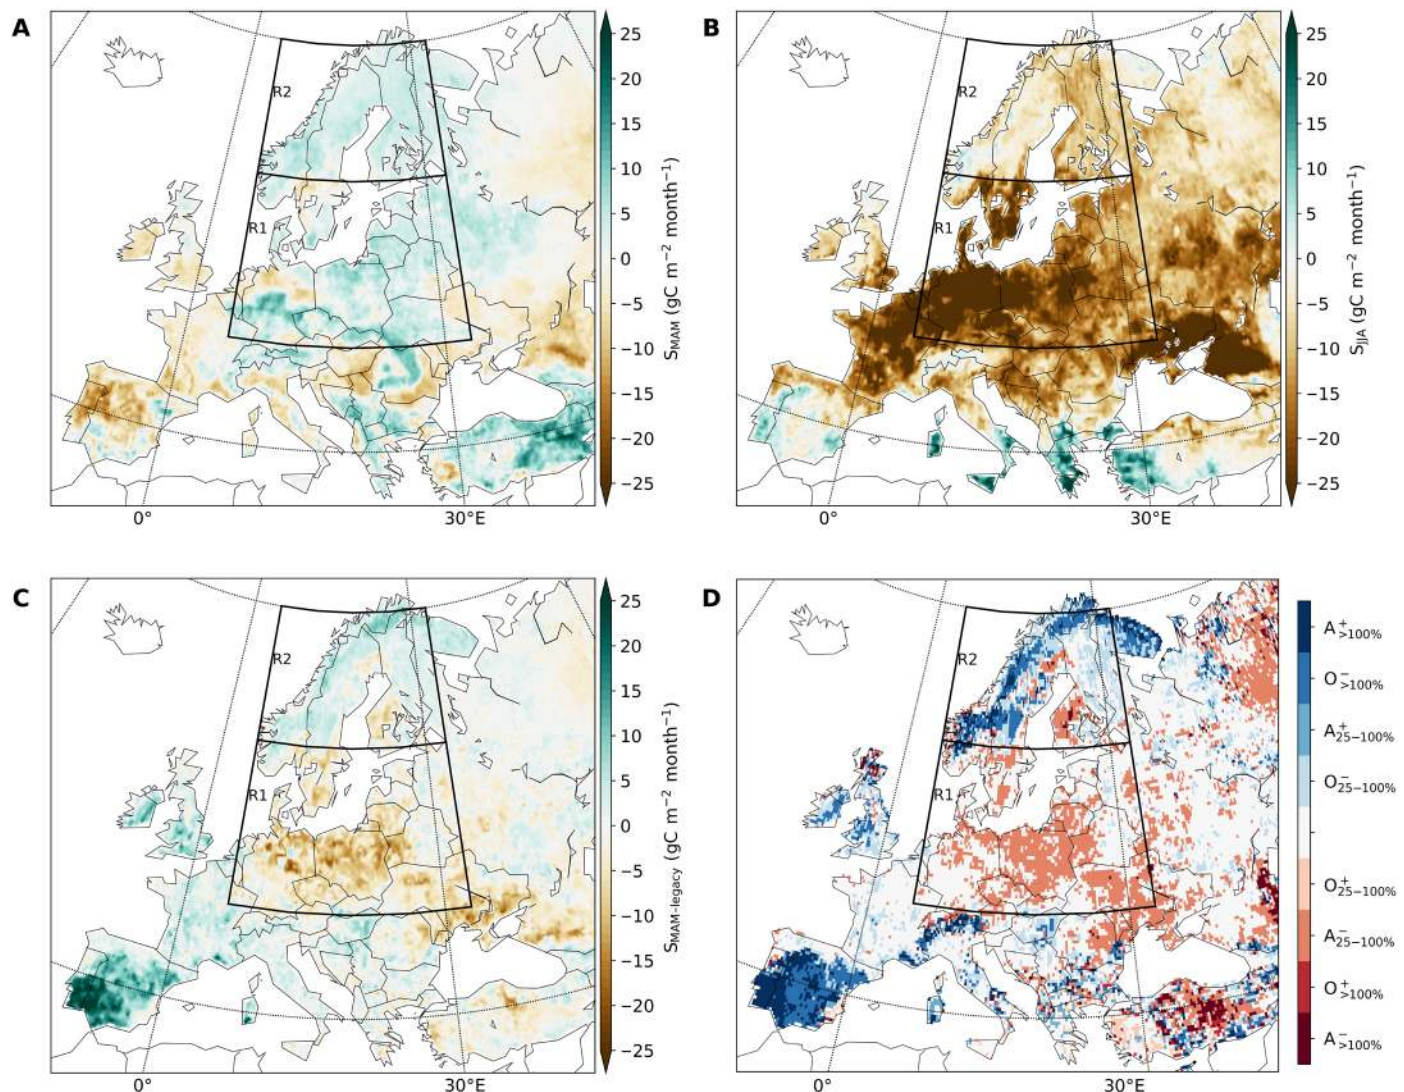 A
R2
R1
25
20
15
10
5
0
−5
−10
−15
−20
−25
S_MAM (gC m⁻² month⁻¹)
0°
30°E
B
R2
R1
25
20
15
10
5
0
−5
−10
−15
−20
−25
S_JJA (gC m⁻² month⁻¹)
0°
30°E
C
R2
R1
25
20
15
10
5
0
−5
−10
−15
−20
−25
S_MAM-legacy (gC m⁻² month⁻¹)
0°
30°E
D
R2
R1
A⁺>100%
O⁻>100%
A⁺25−100%
O⁻25−100%
O⁺25−100%
A⁻25−100%
O⁺>100%
A⁻>100%
0°
30°E